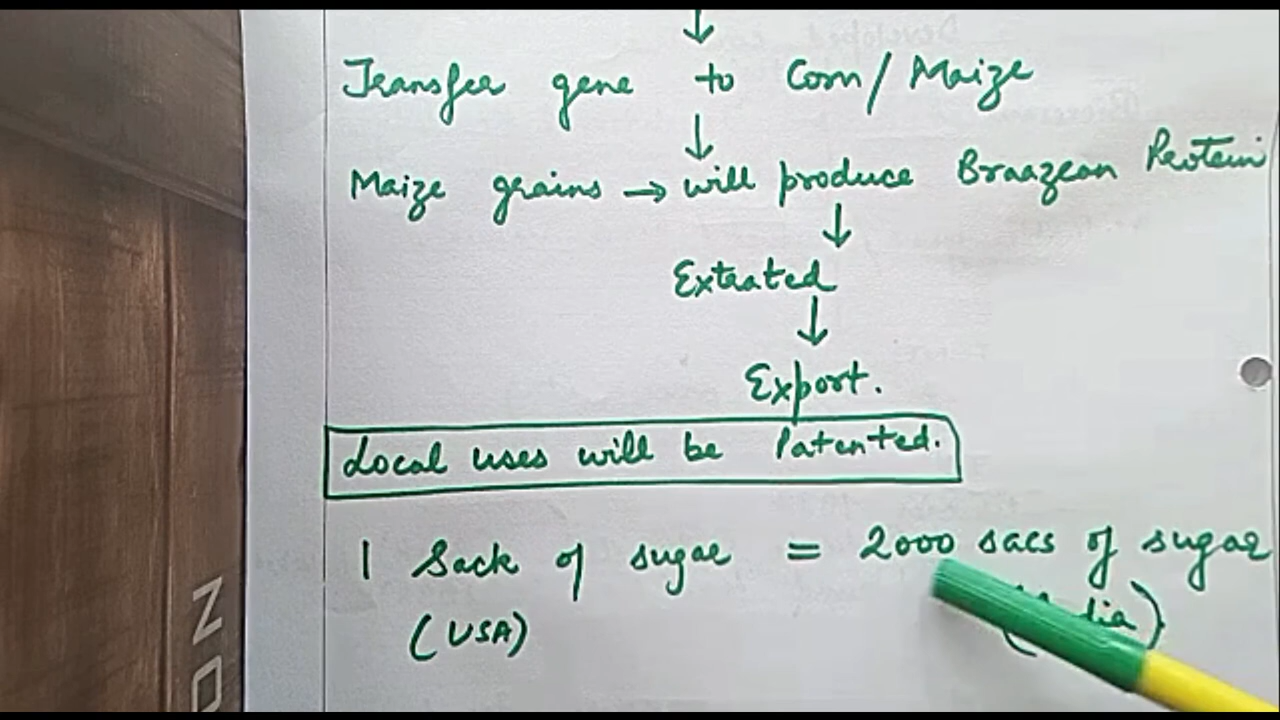 Transfer gene to Corn/Maize
Maize grains → will produce Braazean Protein
Extrated
Export.
Local uses will be Patented.
1 Sack of sugar = 2000 sacs of sugar
(USA)